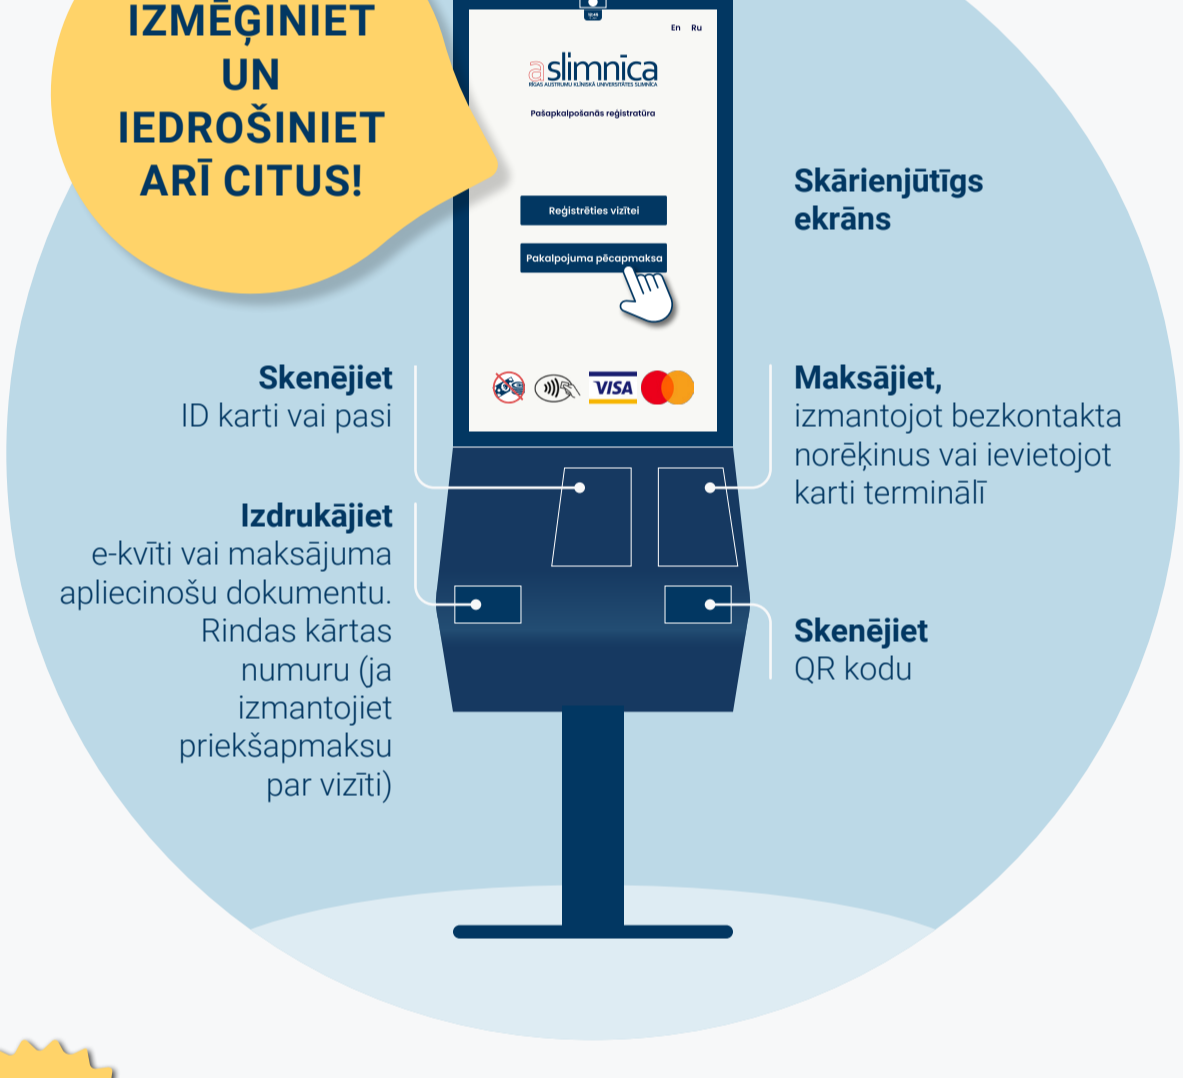 IZMĒĢINIET
UN
IEDROŠINIET
ARĪ CITUS!
En Ru
aslimnīca
RĪGAS AUSTRUMU KLĪNISKĀ UNIVERSITĀTES SLIMNĪCA
Pašapkalpošanās reģistratūra
Reģistrēties vizītei
Pakalpojuma pēcapmaksa
VISA
Skārienjūtīgs
ekrāns
Skenējiet
ID karti vai pasi
Maksājiet,
izmantojot bezkontakta
norēķinus vai ievietojot
karti terminālī
Izdrukājiet
e-kvīti vai maksājuma
apliecinošu dokumentu.
Rindas kārtas
numuru (ja
izmantojiet
priekšapmaksu
par vizīti)
Skenējiet
QR kodu